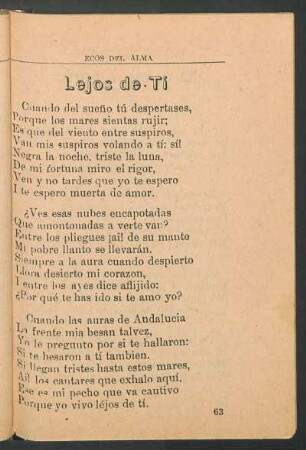 ECOS DEL ALMA
Lejos de Tí
Cuando del sueño tú despertases,
Porque los mares sientas rujir;
Es que del viento entre suspiros,
Van mis suspiros volando a tí: sí!
Negra la noche, triste la luna,
De mi fortuna miro el rigor,
Ven y no tardes que yo te espero
I te espero muerta de amor.
¿Ves esas nubes encapotadas
Que amontonadas a verte van?
Entre los pliegues ¡ai! de su manto
Mi pobre llanto se llevarán.
Siempre a la aura cuando despierto
Llora desierto mi corazon,
I entre los ayes dice aflijido:
¿Por qué te has ido si te amo yo?
Cuando las auras de Andalucia
La frente mia besan talvez,
Yo le pregunto por si te hallaron:
Si te besaron a tí tambien.
Si llegan tristes hasta estos mares,
Ai! los cantares que exhalo aquí,
Ese es mi pecho que va cautivo
Porque yo vivo léjos de tí.
63